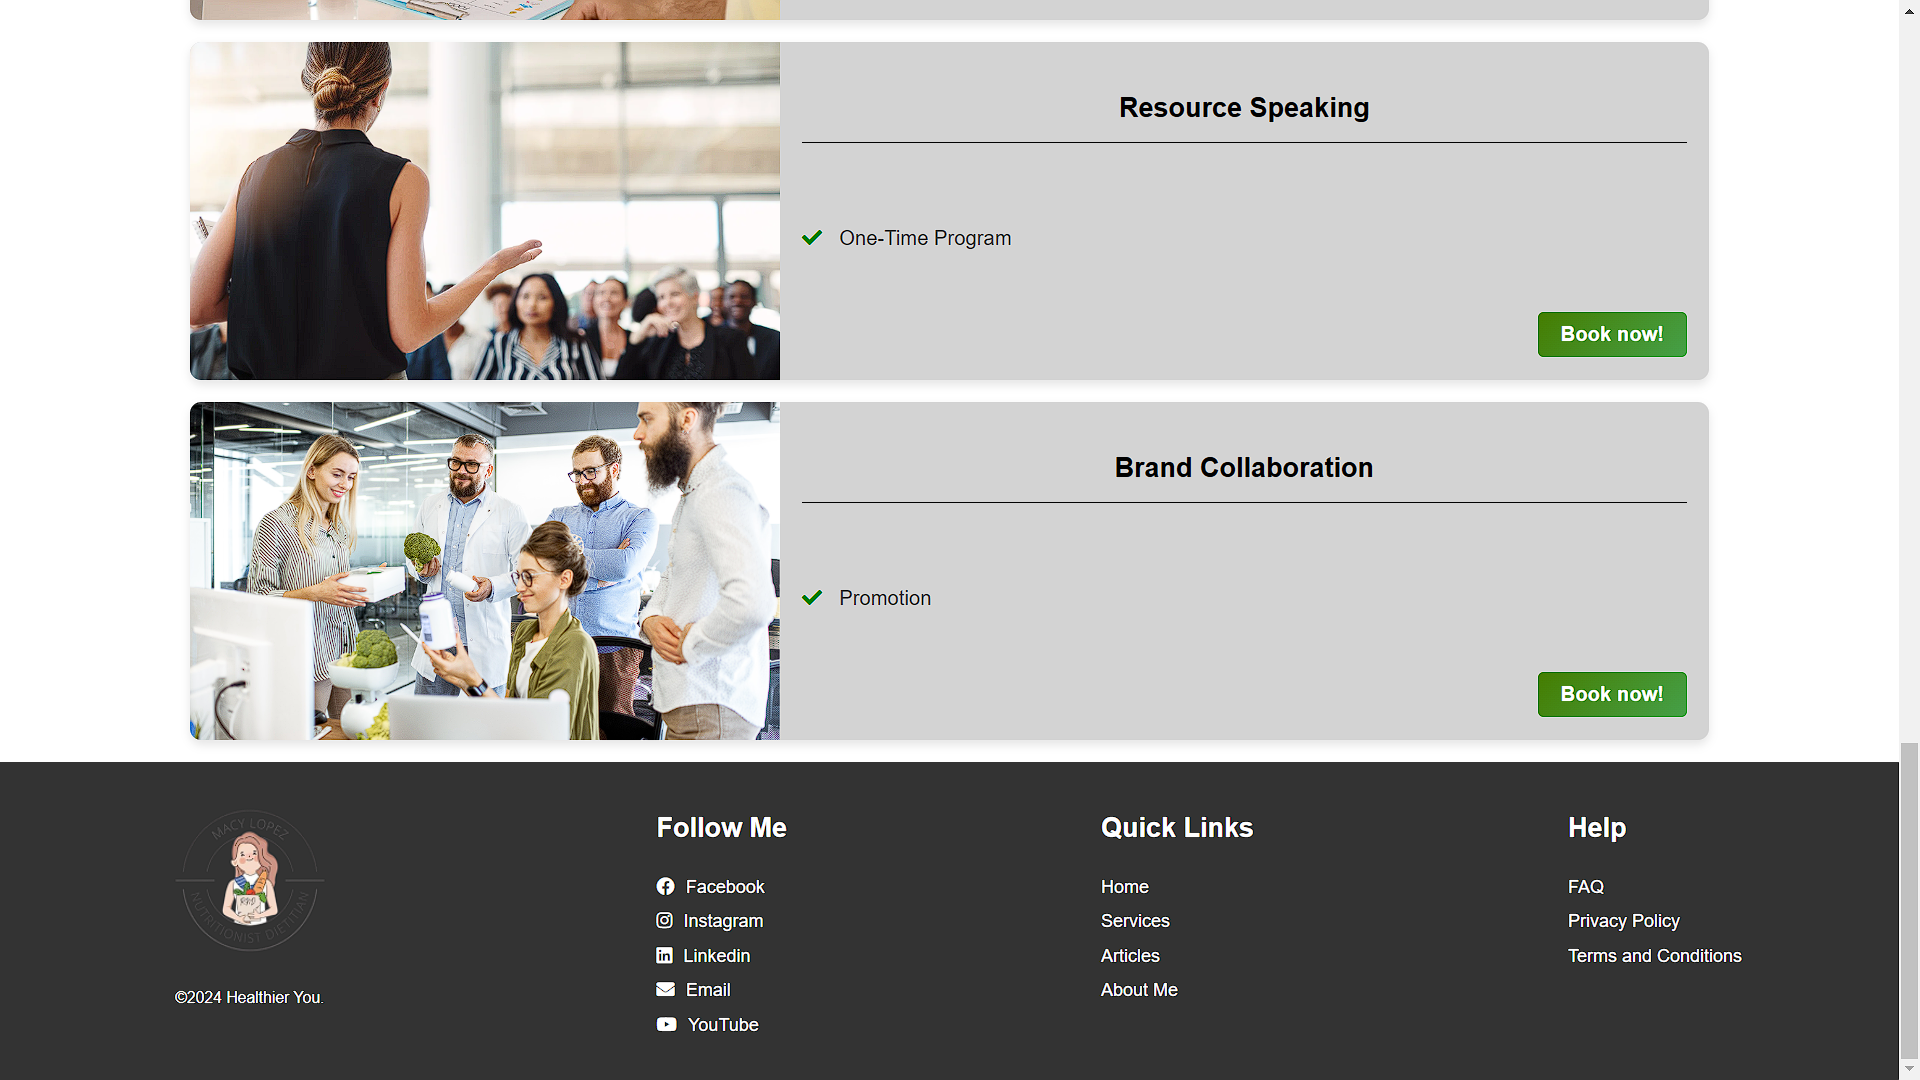 Resource Speaking
One-Time Program
Book now!
Brand Collaboration
Promotion
Book now!
MACY LOPEZ
RND
NUTRITIONIST DIETITIAN
©2024 Healthier You.
Follow Me
Facebook
Instagram
Linkedin
Email
YouTube
Quick Links
Home
Services
Articles
About Me
Help
FAQ
Privacy Policy
Terms and Conditions